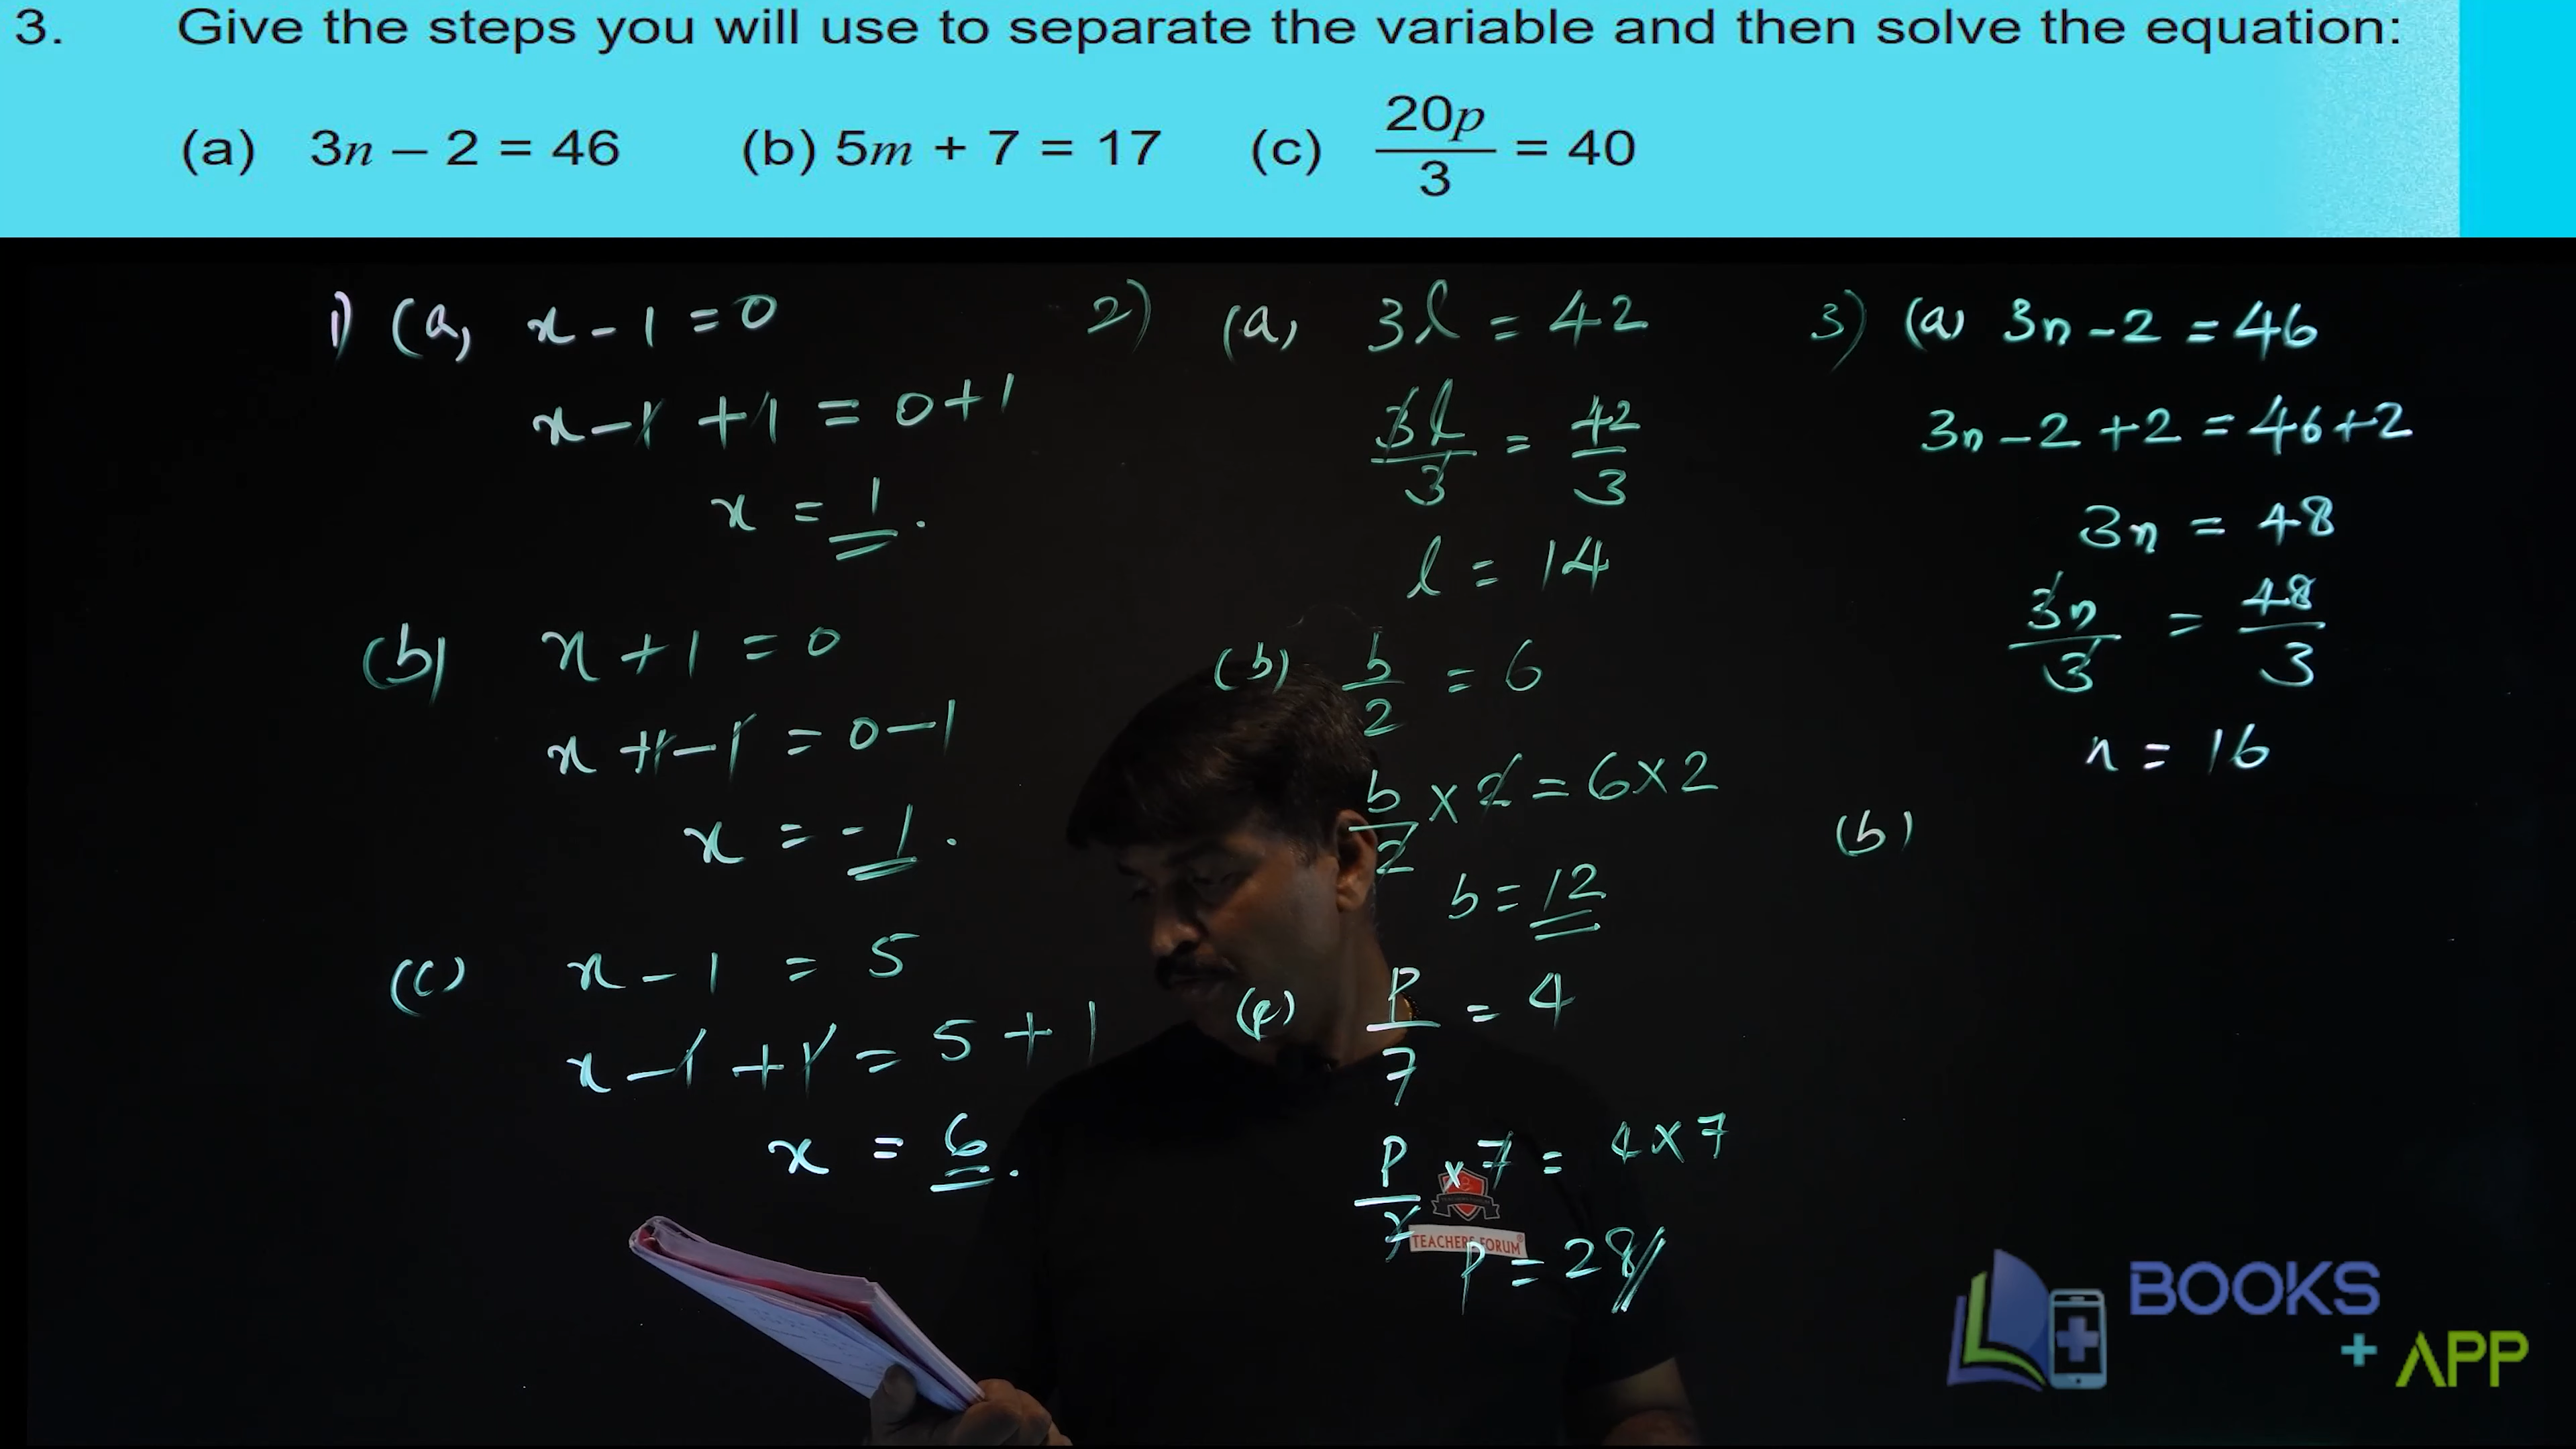 3. Give the steps you will use to separate the variable and then solve the equation:
(a) 3n – 2 = 46 (b) 5m + 7 = 17 (c) 20p/3 = 40
1) (a) x - 1 = 0
x - 1 + 1 = 0 + 1
x = 1.
(b) x + 1 = 0
x + 1 - 1 = 0 - 1
x = -1.
(c) x - 1 = 5
x - 1 + 1 = 5 + 1
x = 6.
2) (a) 3l = 42
3l/3 = 42/3
l = 14
(b) b/2 = 6
b/2 × 2 = 6 × 2
b = 12
(c) P/7 = 4
P/7 × 7 = 4 × 7
P = 28//
3) (a) 3n - 2 = 46
3n - 2 + 2 = 46 + 2
3n = 48
3n/3 = 48/3
n = 16
(b)
TEACHERS FORUM
BOOKS
+ APP